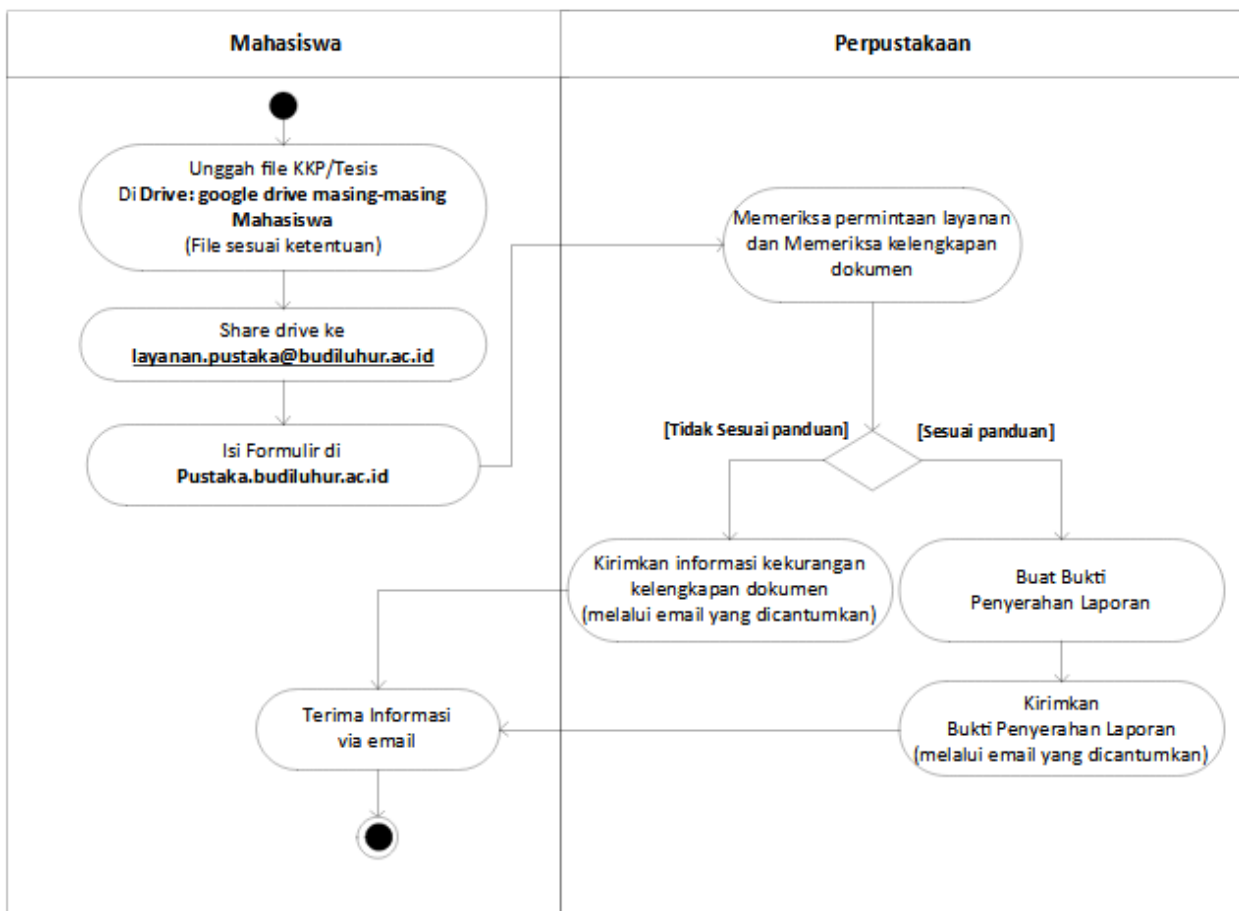 Mahasiswa
Perpustakaan
Unggah file KKP/Tesis
Di Drive: google drive masing-masing
Mahasiswa
(File sesuai ketentuan)
Share drive ke
layanan.pustaka@budiluhur.ac.id
Isi Formulir di
Pustaka.budiluhur.ac.id
Memeriksa permintaan layanan
dan Memeriksa kelengkapan
dokumen
[Tidak Sesuai panduan]
[Sesuai panduan]
Kirimkan informasi kekurangan
kelengkapan dokumen
(melalui email yang dicantumkan)
Buat Bukti
Penyerahan Laporan
Kirimkan
Bukti Penyerahan Laporan
(melalui email yang dicantumkan)
Terima Informasi
via email